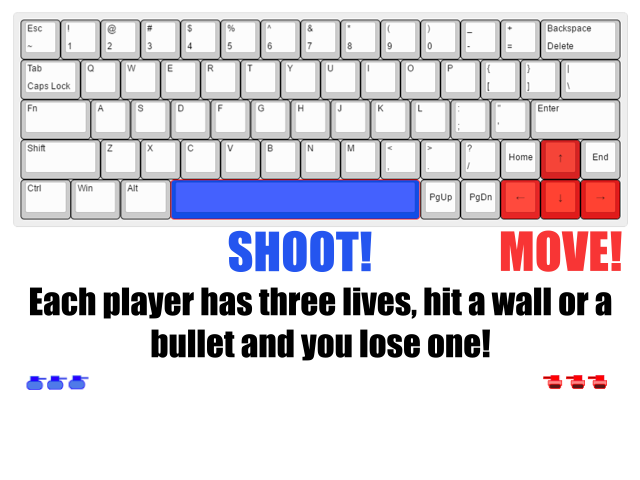 Esc ! @ # $ % ^ & * ( ) _ + Backspace
~ 1 2 3 4 5 6 7 8 9 0 - = Delete
Tab Q W E R T Y U I O P { } |
Caps Lock [ ] \
Fn A S D F G H J K L : " Enter
; '
Shift Z X C V B N M < > ? Home ↑ End
, . /
Ctrl Win Alt PgUp PgDn ← ↓ →
SHOOT! MOVE!
Each player has three lives, hit a wall or a
bullet and you lose one!